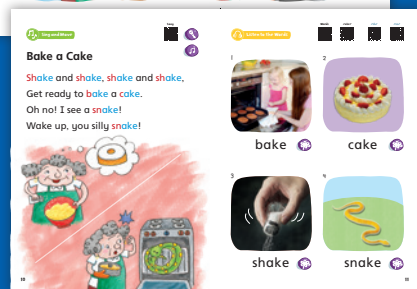 Sing and Move
Song
Bake a Cake
Shake and shake, shake and shake,
Get ready to bake a cake.
Oh no! I see a snake!
Wake up, you silly snake!
Listen to the Words
1
bake
2
cake
3
shake
4
snake